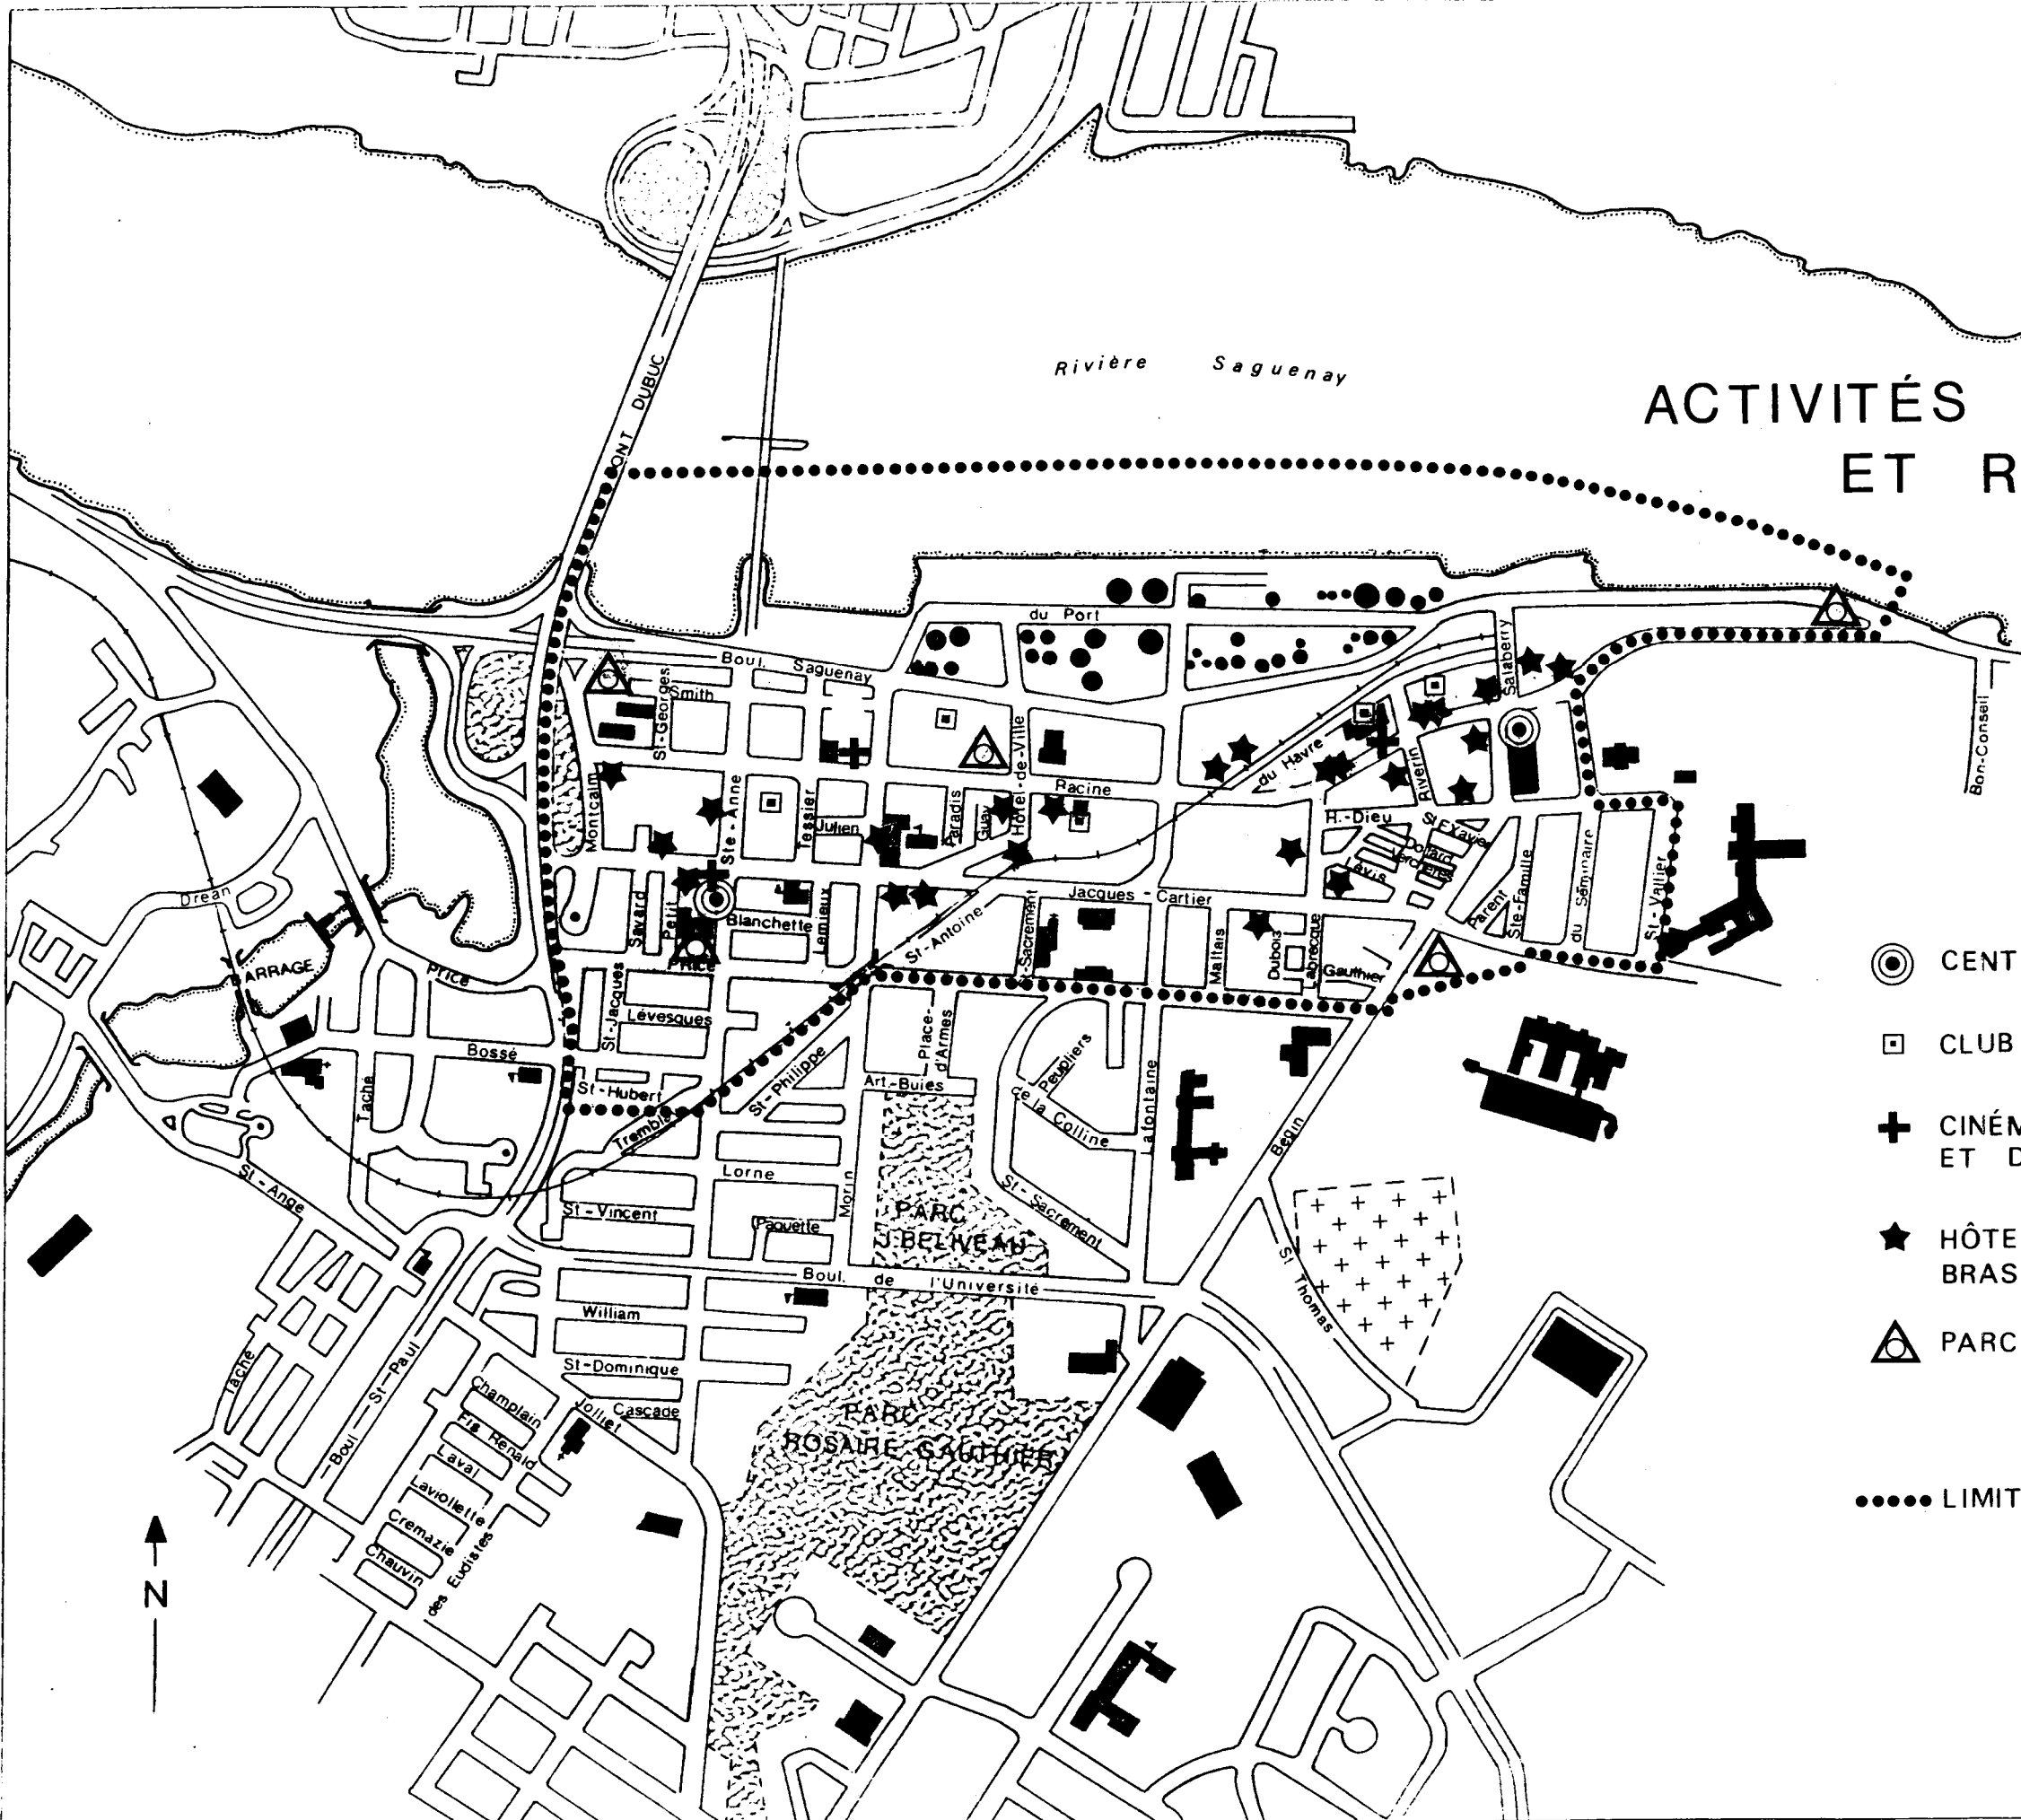 Rivière Saguenay
ACTIVITÉS
ET R
PONT DUBUC
du Port
Boul. Saguenay
Smith
St-Georges
Salaberry
Bon-Conseil
Hôtel-de-Ville
du Havre
Riverin
Racine
Montcalm
Ste-Anne
Tessier
Julien
Paradis
Guay
H.-Dieu
St F Xavier
Dollard
Verchères
Lévis
Parent
Ste-Famille
du Séminaire
St-Vallier
Jacques-Cartier
Drean
Savard
Petit
Blanchette
Lemieux
St-Antoine
St-Sacrement
Maltais
Dubois
Labrecque
Gauthier
BARRAGE
Price
PRICE
St-Jacques
Lévesques
Place-d'Armes
Bossé
Taché
St-Hubert
Tremblay
St-Philippe
Art.-Buies
Peupliers
de la Colline
Lafontaine
Begin
St-Ange
Lorne
Morin
St-Vincent
Paquette
PARC
J.BELIVEAU
St-Sacrement
St Thomas
Boul. de l'Université
William
St-Dominique
Cascade
Jolliet
Taché
Boul St-Paul
Champlain
Frs Renald
Laval
Laviolette
Cremazie
Chauvin
des Eudistes
PARC
ROSAIRE GAUTHIER
N
CENT
CLUB
CINÉM
ET D
HÔTE
BRAS
PARC
LIMIT